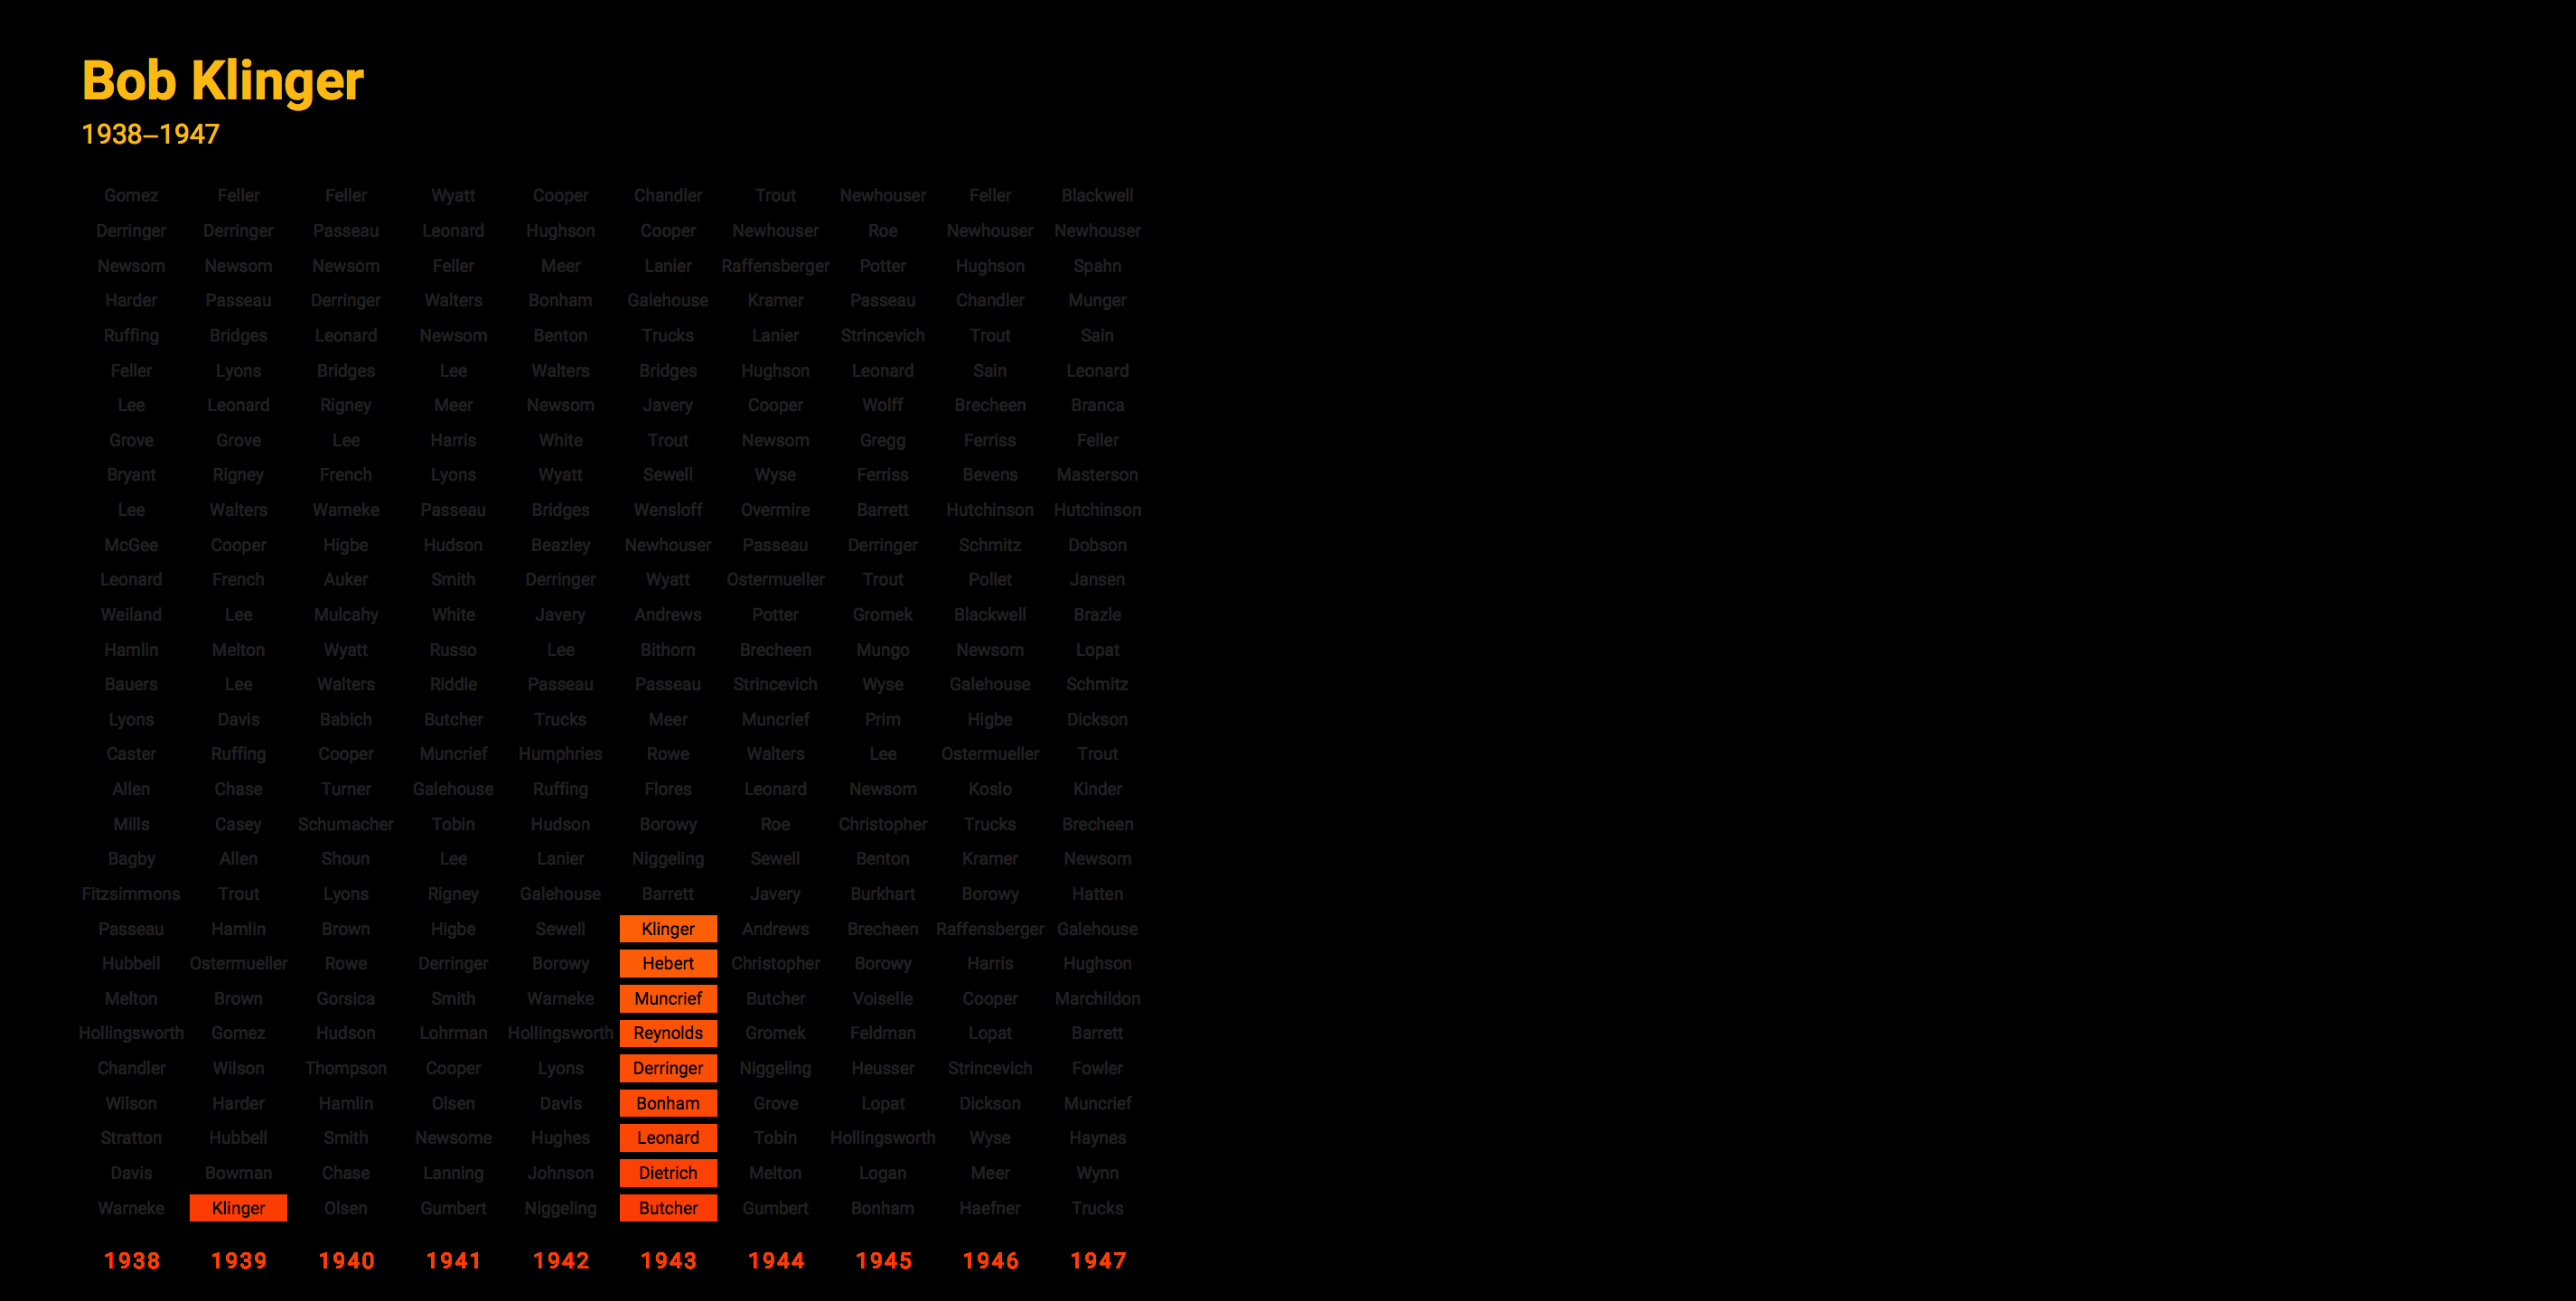 Bob Klinger
1938–1947
Gomez Feller Feller Wyatt Cooper Chandler Trout Newhouser Feller Blackwell
Derringer Derringer Passeau Leonard Hughson Cooper Newhouser Roe Newhouser Newhouser
Newsom Newsom Newsom Feller Meer Lanier Raffensberger Potter Hughson Spahn
Harder Passeau Derringer Walters Bonham Galehouse Kramer Passeau Chandler Munger
Ruffing Bridges Leonard Newsom Benton Trucks Lanier Strincevich Trout Sain
Feller Lyons Bridges Lee Walters Bridges Hughson Leonard Sain Leonard
Lee Leonard Rigney Meer Newsom Javery Cooper Wolff Brecheen Branca
Grove Grove Lee Harris White Trout Newsom Gregg Ferriss Feller
Bryant Rigney French Lyons Wyatt Sewell Wyse Ferriss Bevens Masterson
Lee Walters Warneke Passeau Bridges Wensloff Overmire Barrett Hutchinson Hutchinson
McGee Cooper Higbe Hudson Beazley Newhouser Passeau Derringer Schmitz Dobson
Leonard French Auker Smith Derringer Wyatt Ostermueller Trout Pollet Jansen
Weiland Lee Mulcahy White Javery Andrews Potter Gromek Blackwell Brazle
Hamlin Melton Wyatt Russo Lee Bithorn Brecheen Mungo Newsom Lopat
Bauers Lee Walters Riddle Passeau Passeau Strincevich Wyse Galehouse Schmitz
Lyons Davis Babich Butcher Trucks Meer Muncrief Prim Higbe Dickson
Caster Ruffing Cooper Muncrief Humphries Rowe Walters Lee Ostermueller Trout
Allen Chase Turner Galehouse Ruffing Flores Leonard Newsom Koslo Kinder
Mills Casey Schumacher Tobin Hudson Borowy Roe Christopher Trucks Brecheen
Bagby Allen Shoun Lee Lanier Niggeling Sewell Benton Kramer Newsom
Fitzsimmons Trout Lyons Rigney Galehouse Barrett Javery Burkhart Borowy Hatten
Passeau Hamlin Brown Higbe Sewell Klinger Andrews Brecheen Raffensberger Galehouse
Hubbell Ostermueller Rowe Derringer Borowy Hebert Christopher Borowy Harris Hughson
Melton Brown Gorsica Smith Warneke Muncrief Butcher Voiselle Cooper Marchildon
Hollingsworth Gomez Hudson Lohrman Hollingsworth Reynolds Gromek Feldman Lopat Barrett
Chandler Wilson Thompson Cooper Lyons Derringer Niggeling Heusser Strincevich Fowler
Wilson Harder Hamlin Olsen Davis Bonham Grove Lopat Dickson Muncrief
Stratton Hubbell Smith Newsome Hughes Leonard Tobin Hollingsworth Wyse Haynes
Davis Bowman Chase Lanning Johnson Dietrich Melton Logan Meer Wynn
Warneke Klinger Olsen Gumbert Niggeling Butcher Gumbert Bonham Haefner Trucks
1938 1939 1940 1941 1942 1943 1944 1945 1946 1947